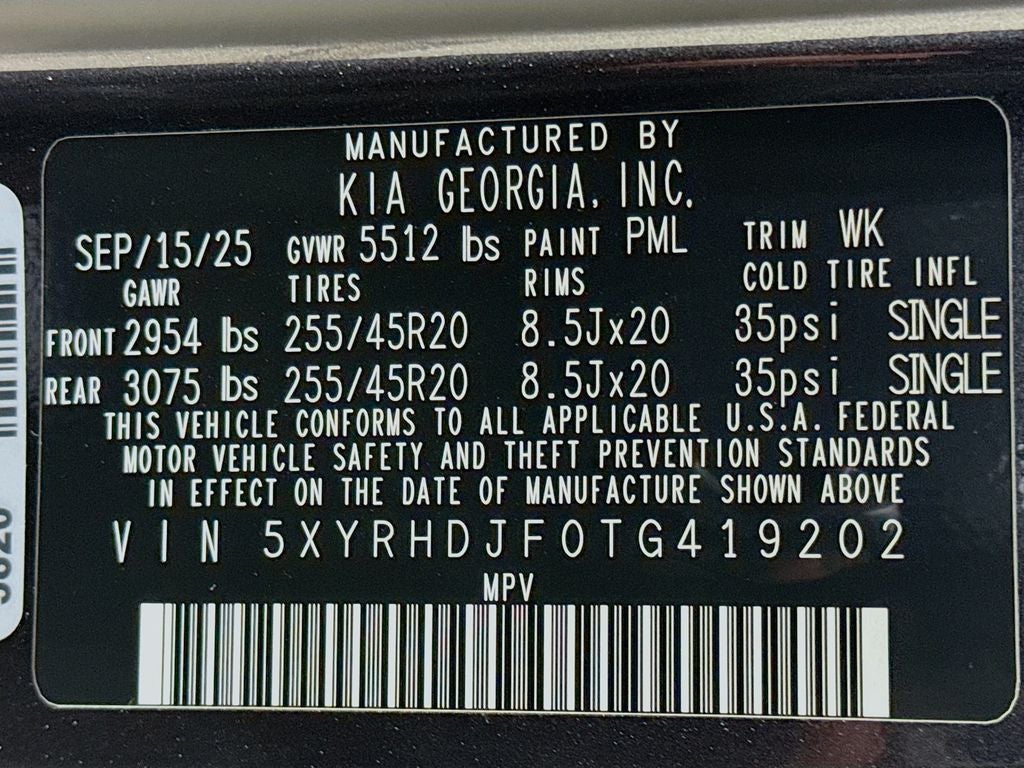 MANUFACTURED BY
KIA GEORGIA, INC.
SEP/15/25 GVWR 5512 lbs PAINT PML TRIM WK
GAWR TIRES RIMS COLD TIRE INFL
FRONT 2954 lbs 255/45R20 8.5Jx20 35psi SINGLE
REAR 3075 lbs 255/45R20 8.5Jx20 35psi SINGLE
THIS VEHICLE CONFORMS TO ALL APPLICABLE U.S.A. FEDERAL
MOTOR VEHICLE SAFETY AND THEFT PREVENTION STANDARDS
IN EFFECT ON THE DATE OF MANUFACTURE SHOWN ABOVE
VIN 5XYRHDJF0TG419202
MPV